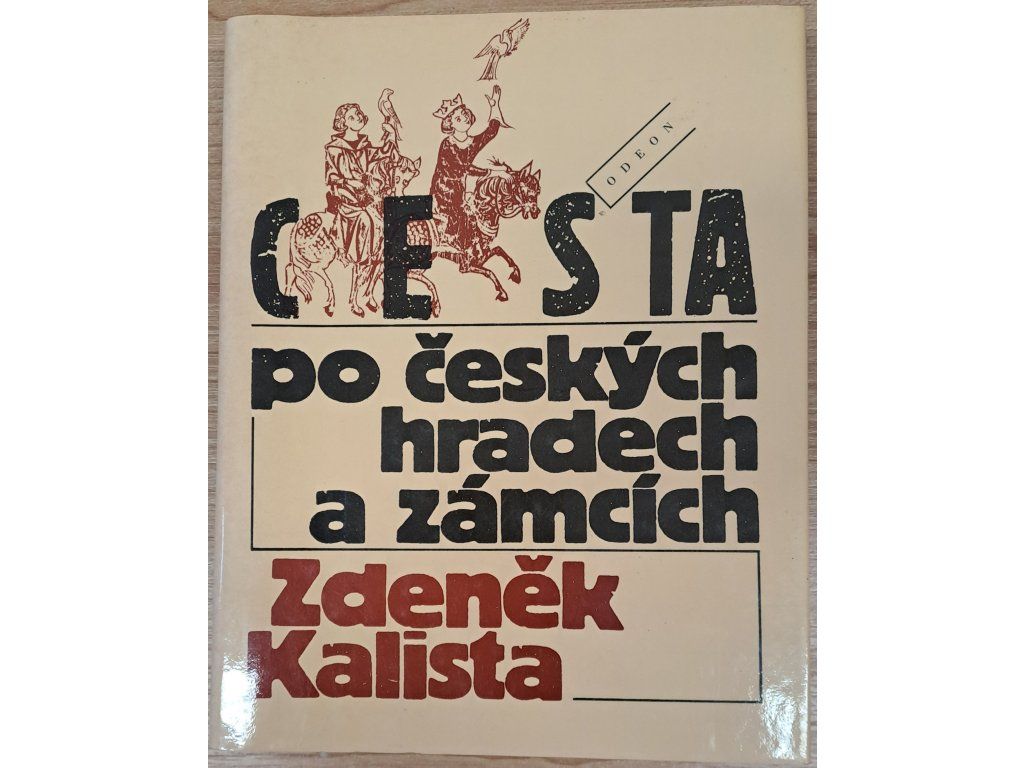 ODEON
CESTA
po českých
hradech
a zámcích
Zdeněk
Kalista